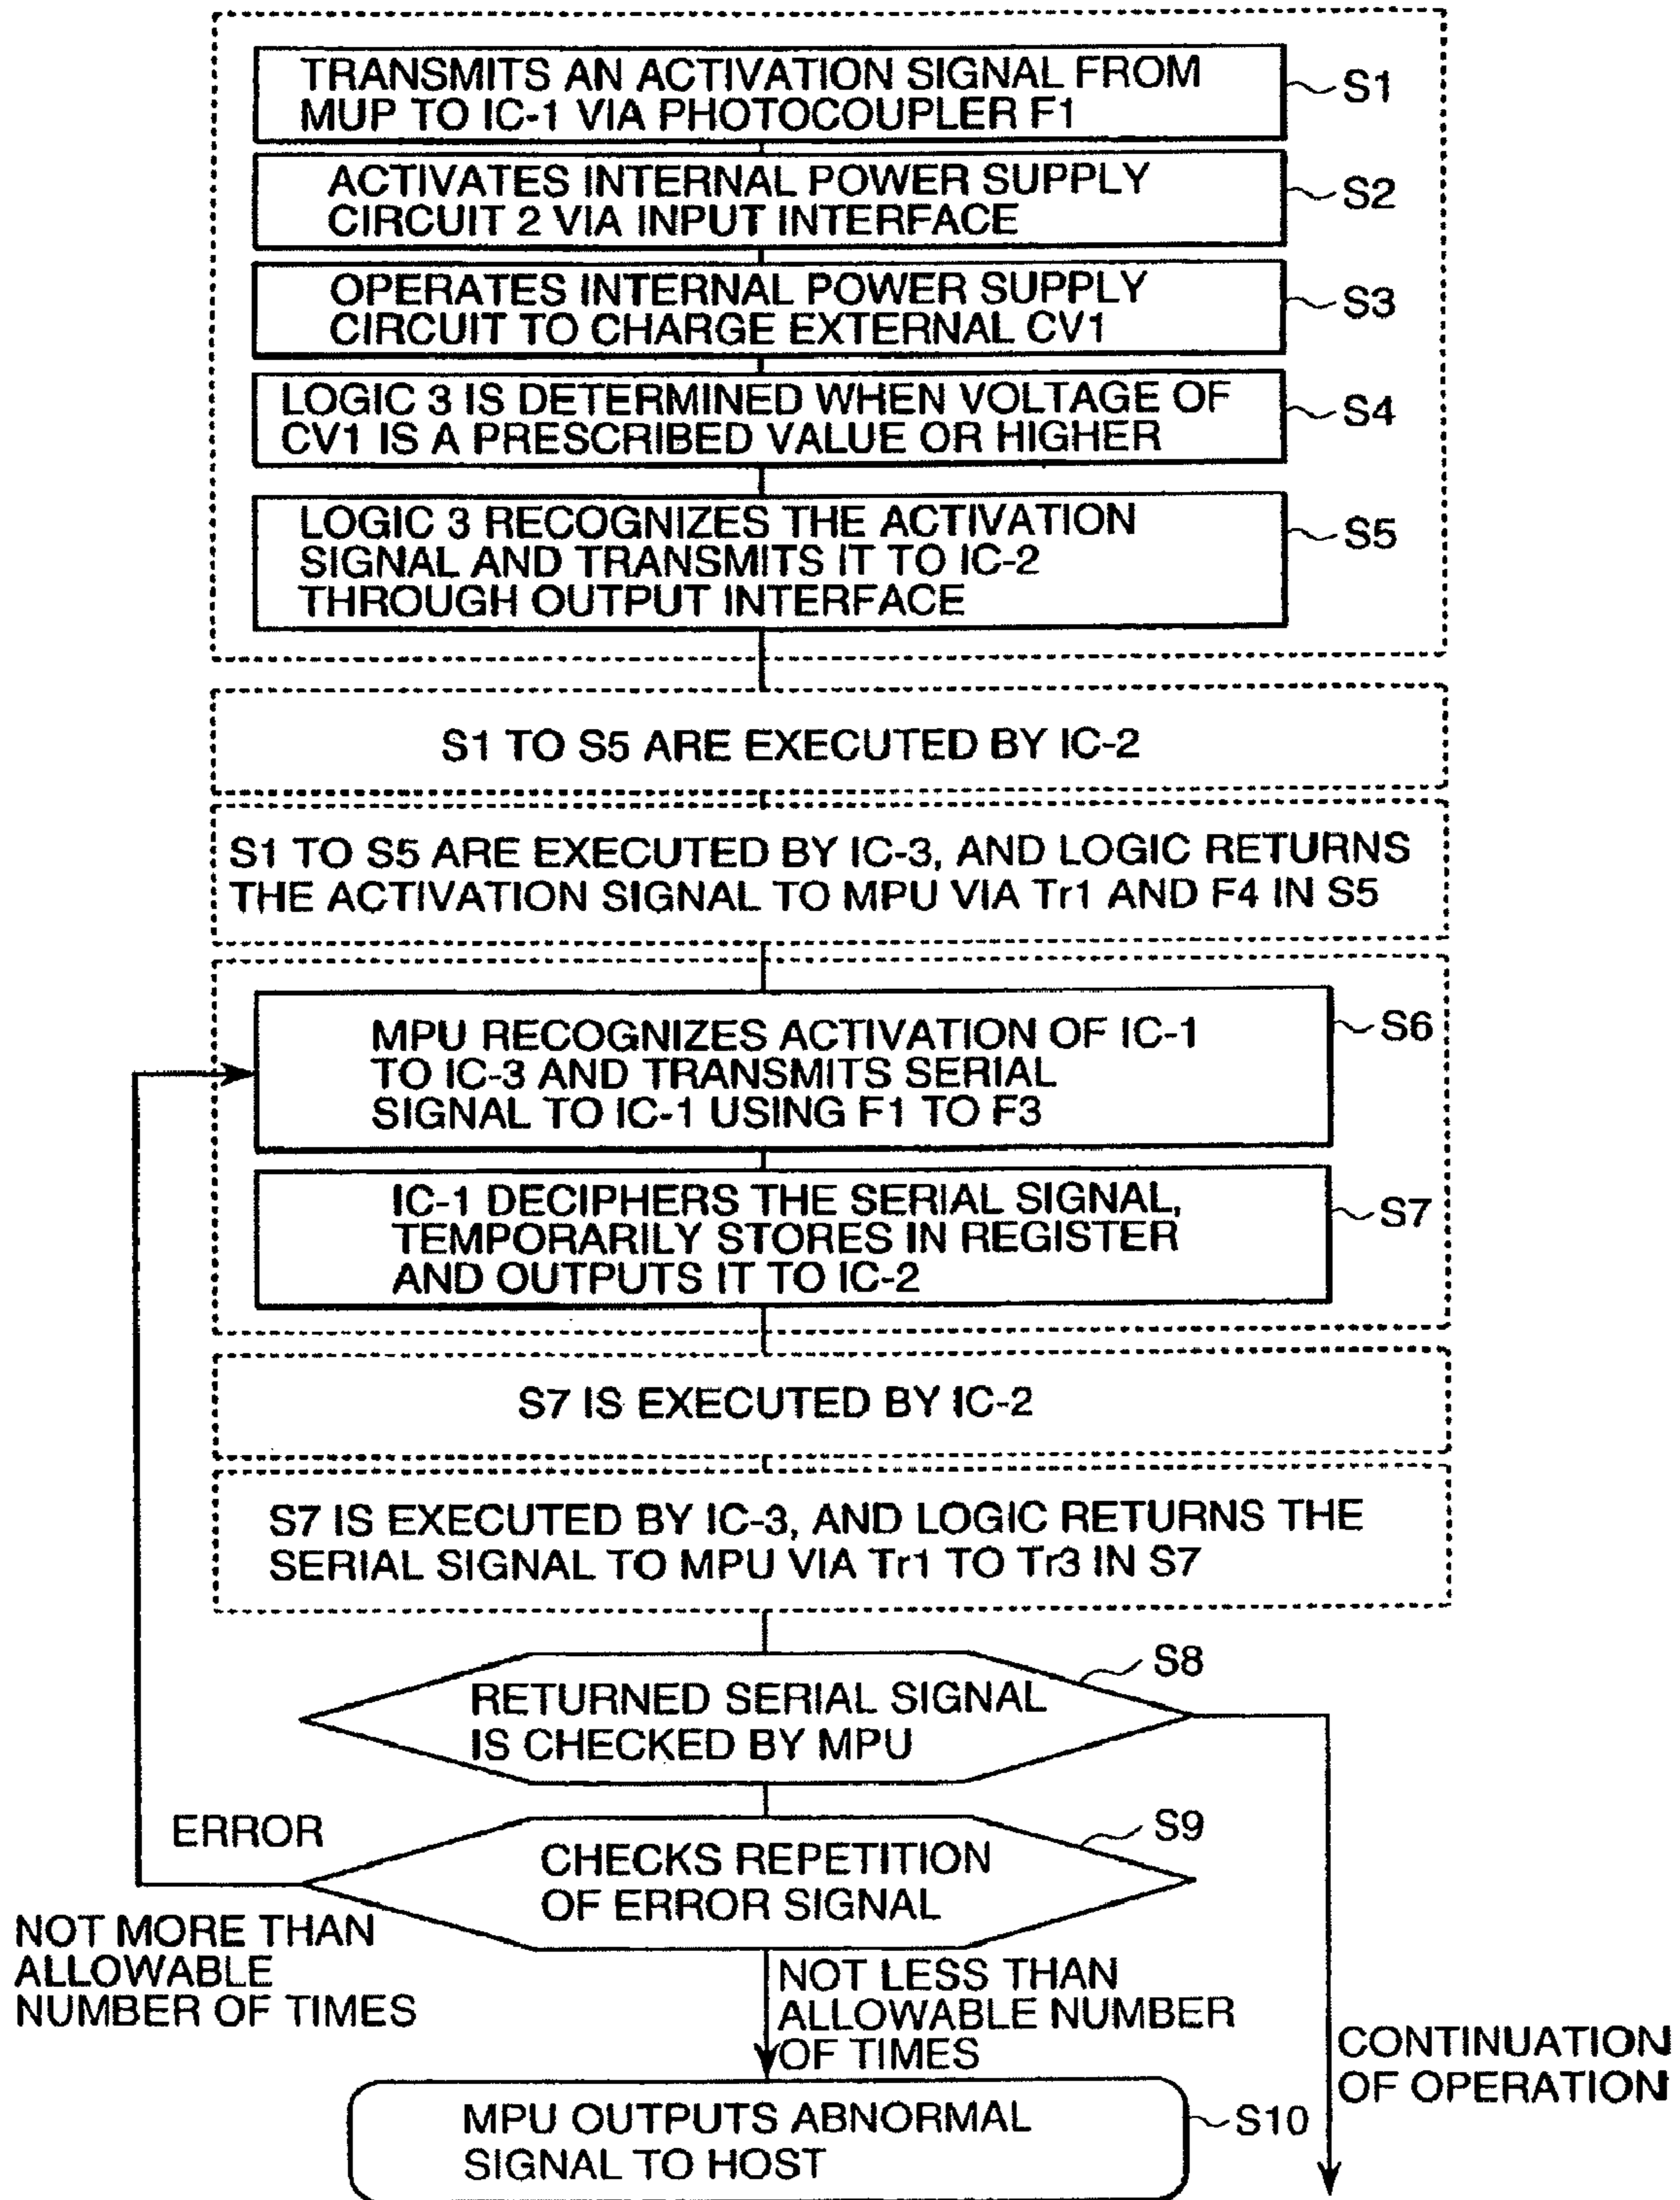 TRANSMITS AN ACTIVATION SIGNAL FROM
MUP TO IC-1 VIA PHOTOCOUPLER F1
S1
ACTIVATES INTERNAL POWER SUPPLY
CIRCUIT 2 VIA INPUT INTERFACE
S2
OPERATES INTERNAL POWER SUPPLY
CIRCUIT TO CHARGE EXTERNAL CV1
S3
LOGIC 3 IS DETERMINED WHEN VOLTAGE OF
CV1 IS A PRESCRIBED VALUE OR HIGHER
S4
LOGIC 3 RECOGNIZES THE ACTIVATION
SIGNAL AND TRANSMITS IT TO IC-2
THROUGH OUTPUT INTERFACE
S5
S1 TO S5 ARE EXECUTED BY IC-2
S1 TO S5 ARE EXECUTED BY IC-3, AND LOGIC RETURNS
THE ACTIVATION SIGNAL TO MPU VIA Tr1 AND F4 IN S5
MPU RECOGNIZES ACTIVATION OF IC-1
TO IC-3 AND TRANSMITS SERIAL
SIGNAL TO IC-1 USING F1 TO F3
S6
IC-1 DECIPHERS THE SERIAL SIGNAL,
TEMPORARILY STORES IN REGISTER
AND OUTPUTS IT TO IC-2
S7
S7 IS EXECUTED BY IC-2
S7 IS EXECUTED BY IC-3, AND LOGIC RETURNS THE
SERIAL SIGNAL TO MPU VIA Tr1 TO Tr3 IN S7
RETURNED SERIAL SIGNAL
IS CHECKED BY MPU
S8
CHECKS REPETITION
OF ERROR SIGNAL
S9
ERROR
NOT MORE THAN
ALLOWABLE
NUMBER OF TIMES
NOT LESS THAN
ALLOWABLE NUMBER
OF TIMES
CONTINUATION
OF OPERATION
MPU OUTPUTS ABNORMAL
SIGNAL TO HOST
S10